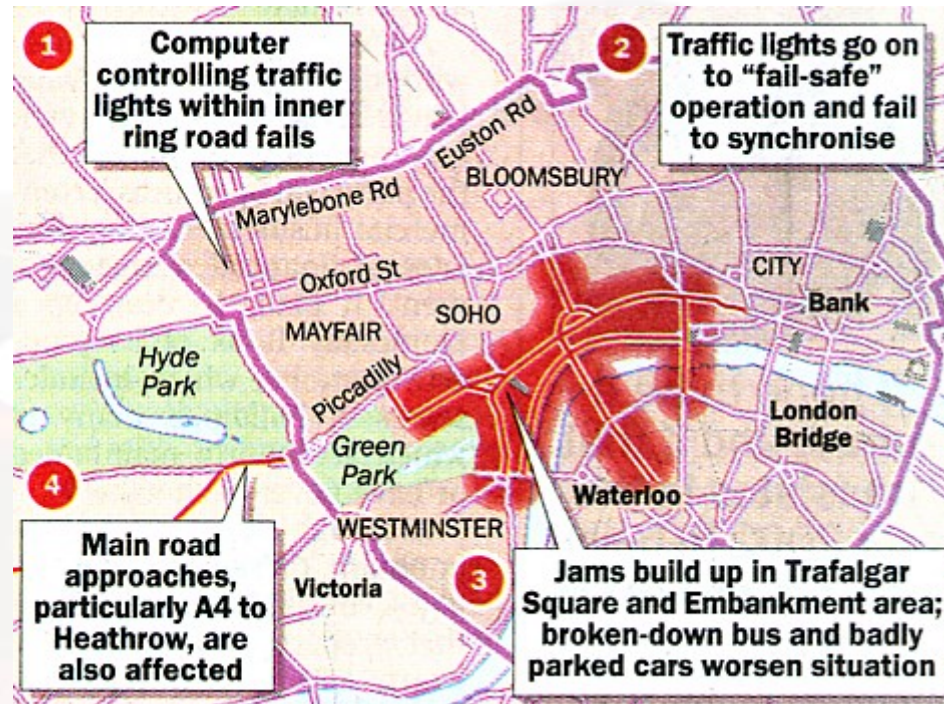 1
Computer
controlling traffic
lights within inner
ring road fails
2
Traffic lights go on
to “fail-safe”
operation and fail
to synchronise
Euston Rd
BLOOMSBURY
Marylebone Rd
Oxford St
CITY
SOHO
Bank
MAYFAIR
Hyde
Park
Piccadilly
London
Bridge
Green
Park
Waterloo
4
WESTMINSTER
Main road
approaches,
particularly A4 to
Heathrow, are
also affected
Victoria
3
Jams build up in Trafalgar
Square and Embankment area;
broken-down bus and badly
parked cars worsen situation